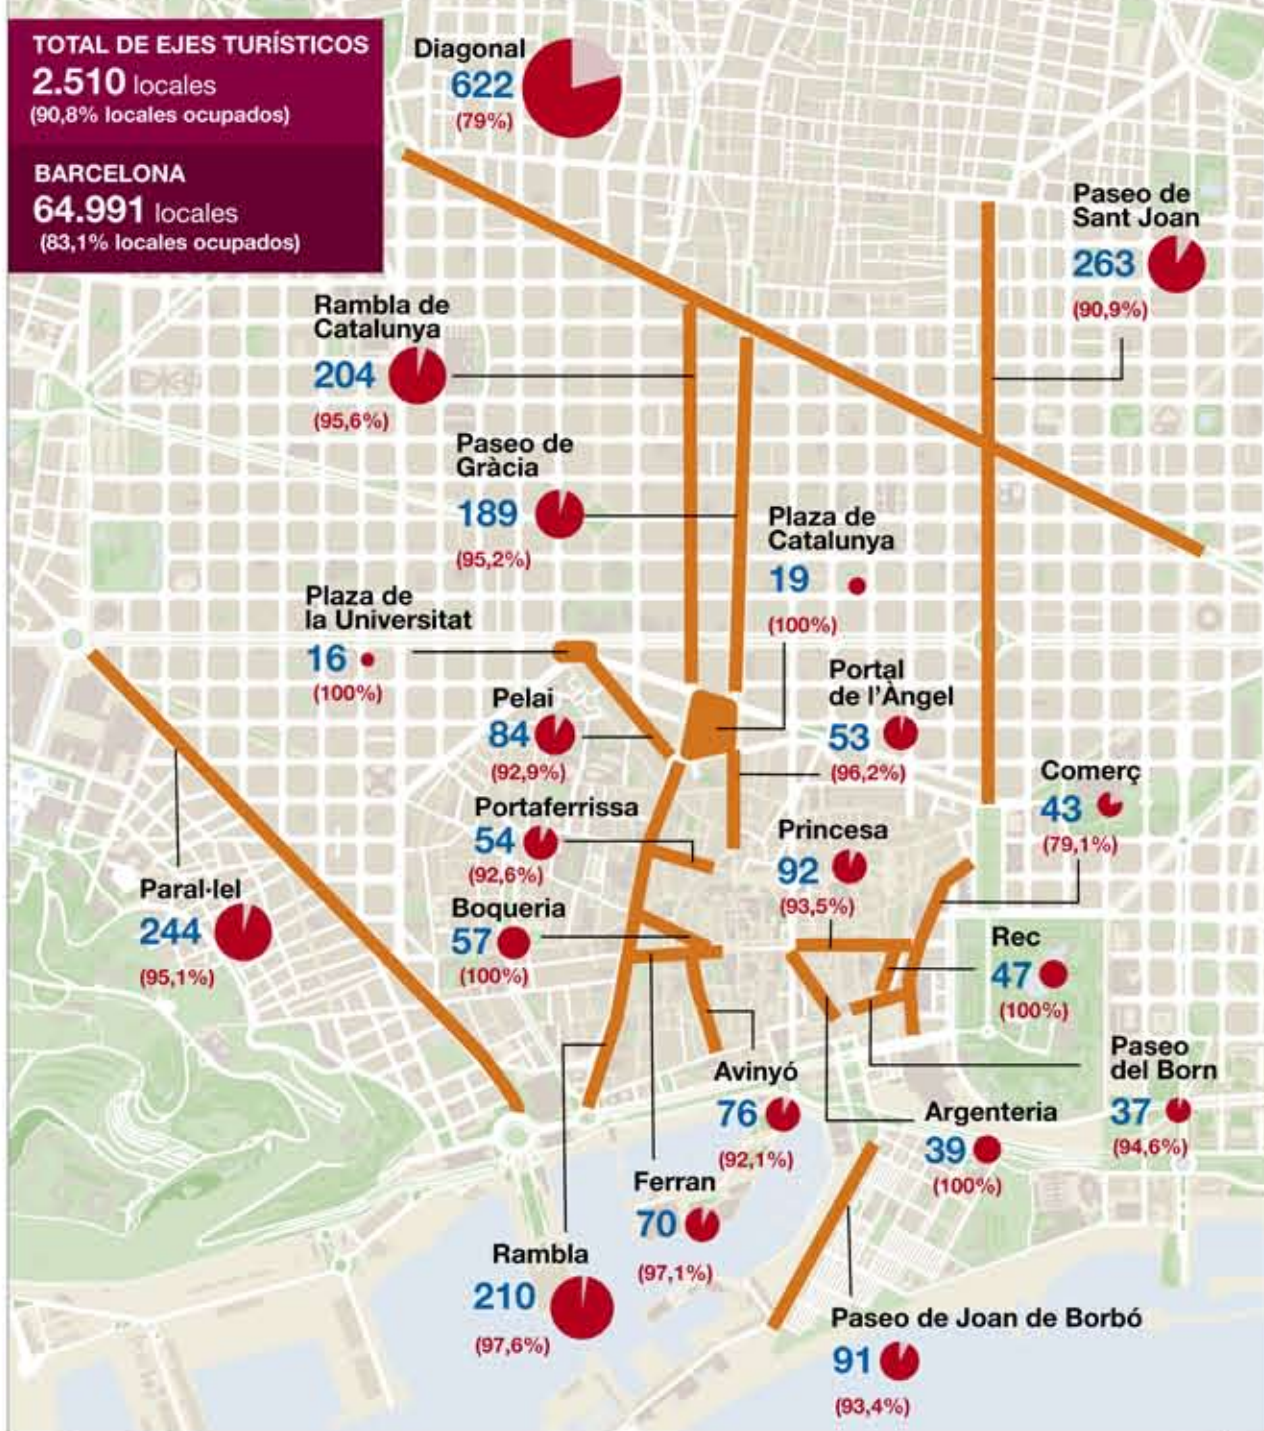 TOTAL DE EJES TURÍSTICOS
2.510 locales
(90,8% locales ocupados)
BARCELONA
64.991 locales
(83,1% locales ocupados)
Diagonal
622
(79%)
Paseo de
Sant Joan
263
(90,9%)
Rambla de
Catalunya
204
(95,6%)
Paseo de
Gràcia
189
(95,2%)
Plaza de
Catalunya
19
(100%)
Plaza de
la Universitat
16
(100%)
Portal
de l'Àngel
53
(96,2%)
Pelai
84
(92,9%)
Comerç
43
(79,1%)
Portaferrissa
54
(92,6%)
Princesa
92
(93,5%)
Paral·lel
244
(95,1%)
Boqueria
57
(100%)
Rec
47
(100%)
Paseo
del Born
37
(94,6%)
Avinyó
76
(92,1%)
Argenteria
39
(100%)
Ferran
70
(97,1%)
Rambla
210
(97,6%)
Paseo de Joan de Borbó
91
(93,4%)